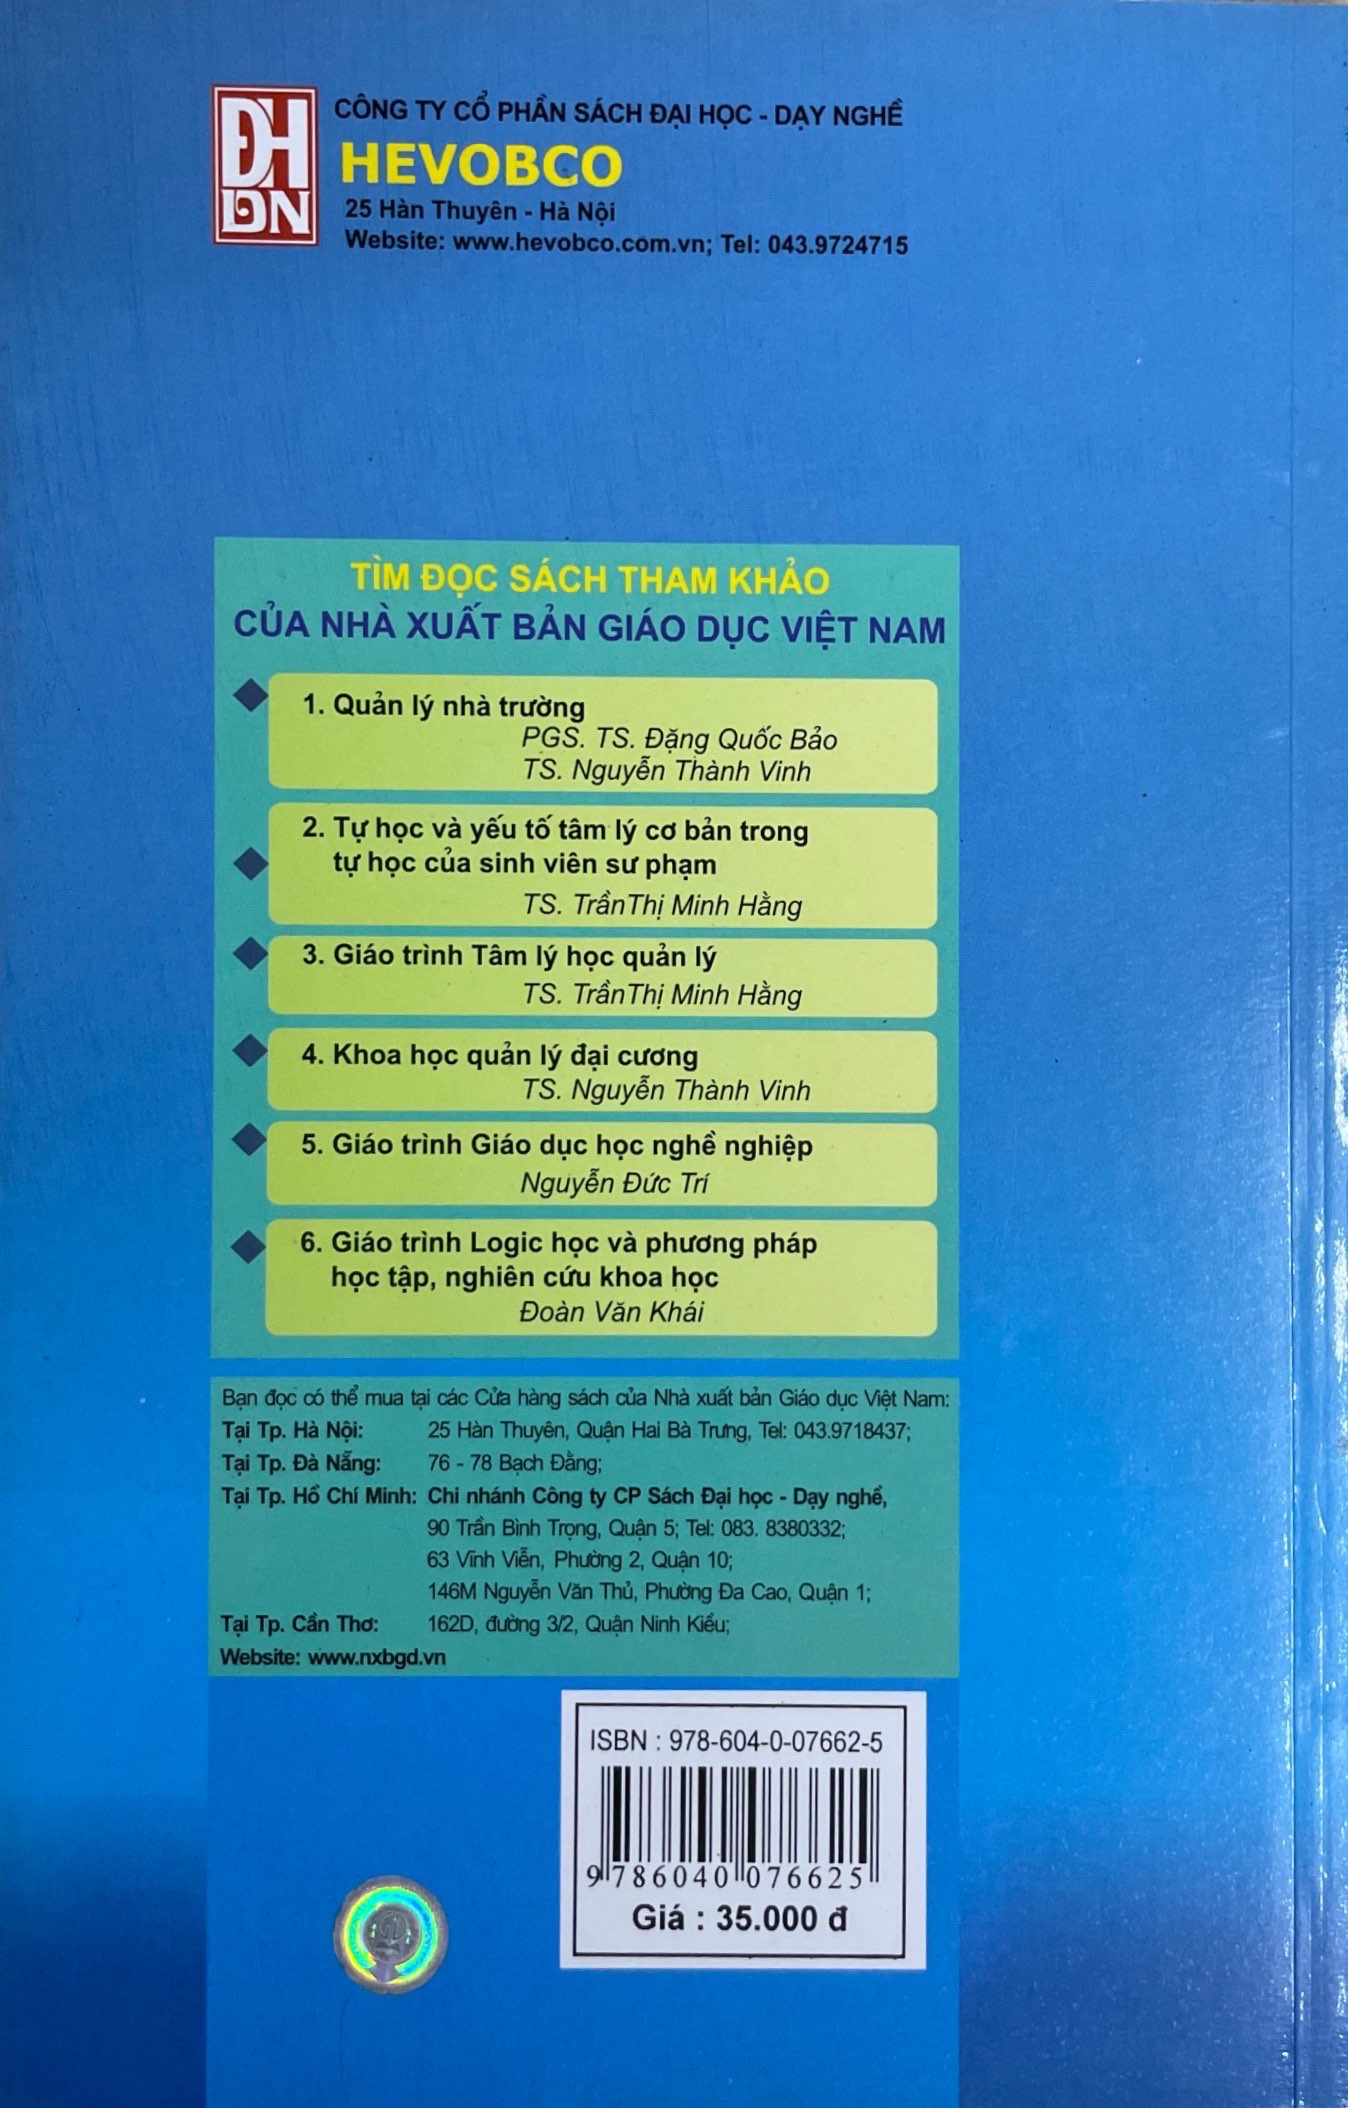 ĐH
DN
CÔNG TY CỔ PHẦN SÁCH ĐẠI HỌC - DẠY NGHỀ
HEVOBCO
25 Hàn Thuyên - Hà Nội
Website: www.hevobco.com.vn; Tel: 043.9724715
TÌM ĐỌC SÁCH THAM KHẢO
CỦA NHÀ XUẤT BẢN GIÁO DỤC VIỆT NAM
1. Quản lý nhà trường
PGS. TS. Đặng Quốc Bảo
TS. Nguyễn Thành Vinh
2. Tự học và yếu tố tâm lý cơ bản trong
tự học của sinh viên sư phạm
TS. TrầnThị Minh Hằng
3. Giáo trình Tâm lý học quản lý
TS. TrầnThị Minh Hằng
4. Khoa học quản lý đại cương
TS. Nguyễn Thành Vinh
5. Giáo trình Giáo dục học nghề nghiệp
Nguyễn Đức Trí
6. Giáo trình Logic học và phương pháp
học tập, nghiên cứu khoa học
Đoàn Văn Khái
Bạn đọc có thể mua tại các Cửa hàng sách của Nhà xuất bản Giáo dục Việt Nam:
Tại Tp. Hà Nội: 25 Hàn Thuyên, Quận Hai Bà Trưng, Tel: 043.9718437;
Tại Tp. Đà Nẵng: 76 - 78 Bạch Đằng;
Tại Tp. Hồ Chí Minh: Chi nhánh Công ty CP Sách Đại học - Dạy nghề,
90 Trần Bình Trọng, Quận 5; Tel: 083. 8380332;
63 Vĩnh Viễn, Phường 2, Quận 10;
146M Nguyễn Văn Thủ, Phường Đa Cao, Quận 1;
Tại Tp. Cần Thơ: 162D, đường 3/2, Quận Ninh Kiều;
Website: www.nxbgd.vn
ISBN : 978-604-0-07662-5
9 786040 076625
Giá : 35.000 đ